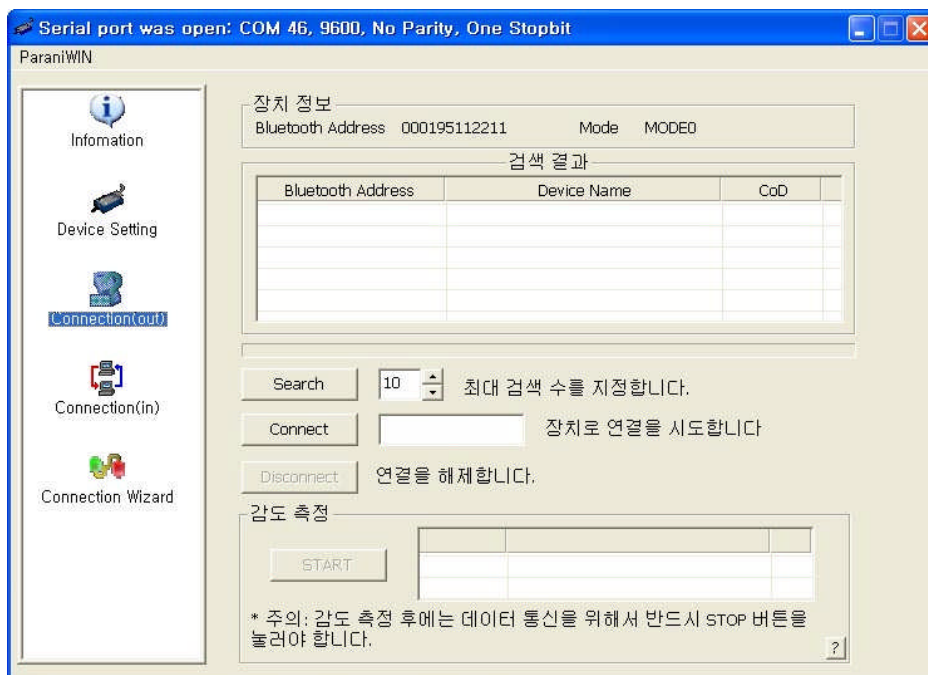 Serial port was open: COM 46, 9600, No Parity, One Stopbit
ParaniWIN
Infomation
Device Setting
Connection(out)
Connection(in)
Connection Wizard
장치 정보
Bluetooth Address 000195112211 Mode MODE0
검색 결과
Bluetooth Address Device Name CoD
Search 10 최대 검색 수를 지정합니다.
Connect 장치로 연결을 시도합니다
Disconnect 연결을 해제합니다.
감도 측정
START
* 주의: 감도 측정 후에는 데이터 통신을 위해서 반드시 STOP 버튼을
눌러야 합니다.
?